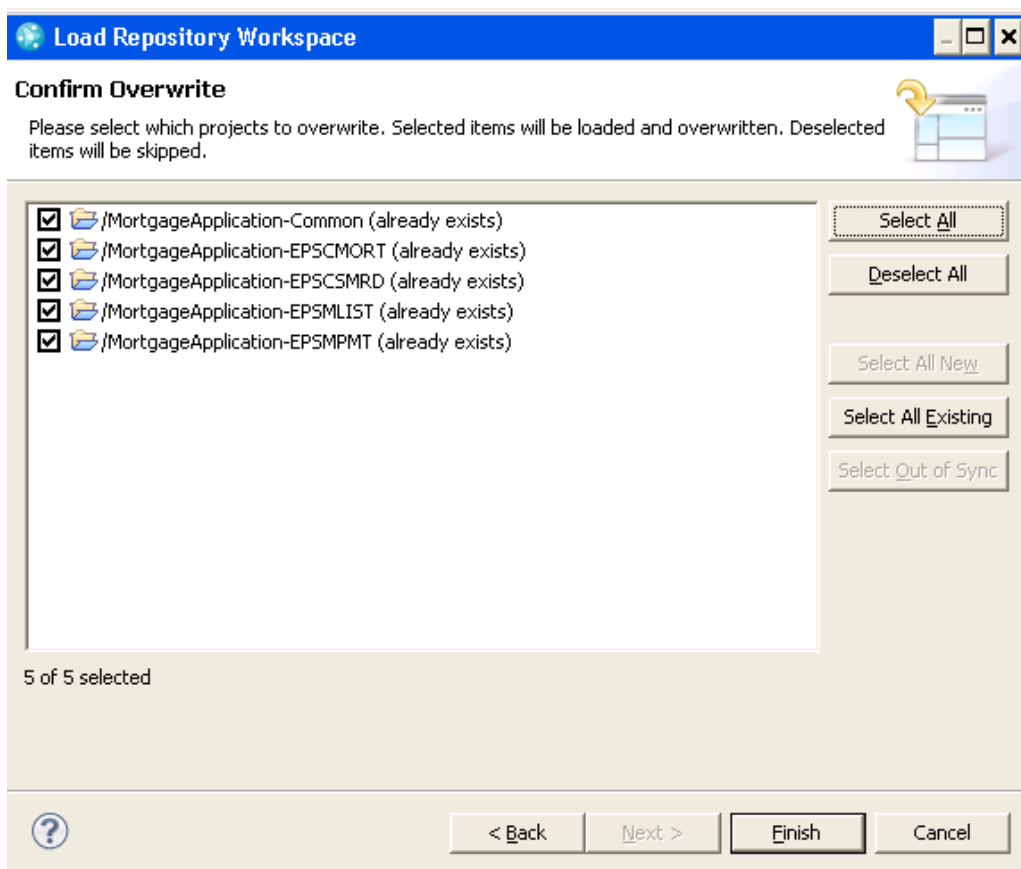 Load Repository Workspace
Confirm Overwrite
Please select which projects to overwrite. Selected items will be loaded and overwritten. Deselected
items will be skipped.
/MortgageApplication-Common (already exists)
/MortgageApplication-EPSCMORT (already exists)
/MortgageApplication-EPSCSMRD (already exists)
/MortgageApplication-EPSMLIST (already exists)
/MortgageApplication-EPSMPMT (already exists)
Select All
Deselect All
Select All New
Select All Existing
Select Out of Sync
5 of 5 selected
?
< Back
Next >
Finish
Cancel